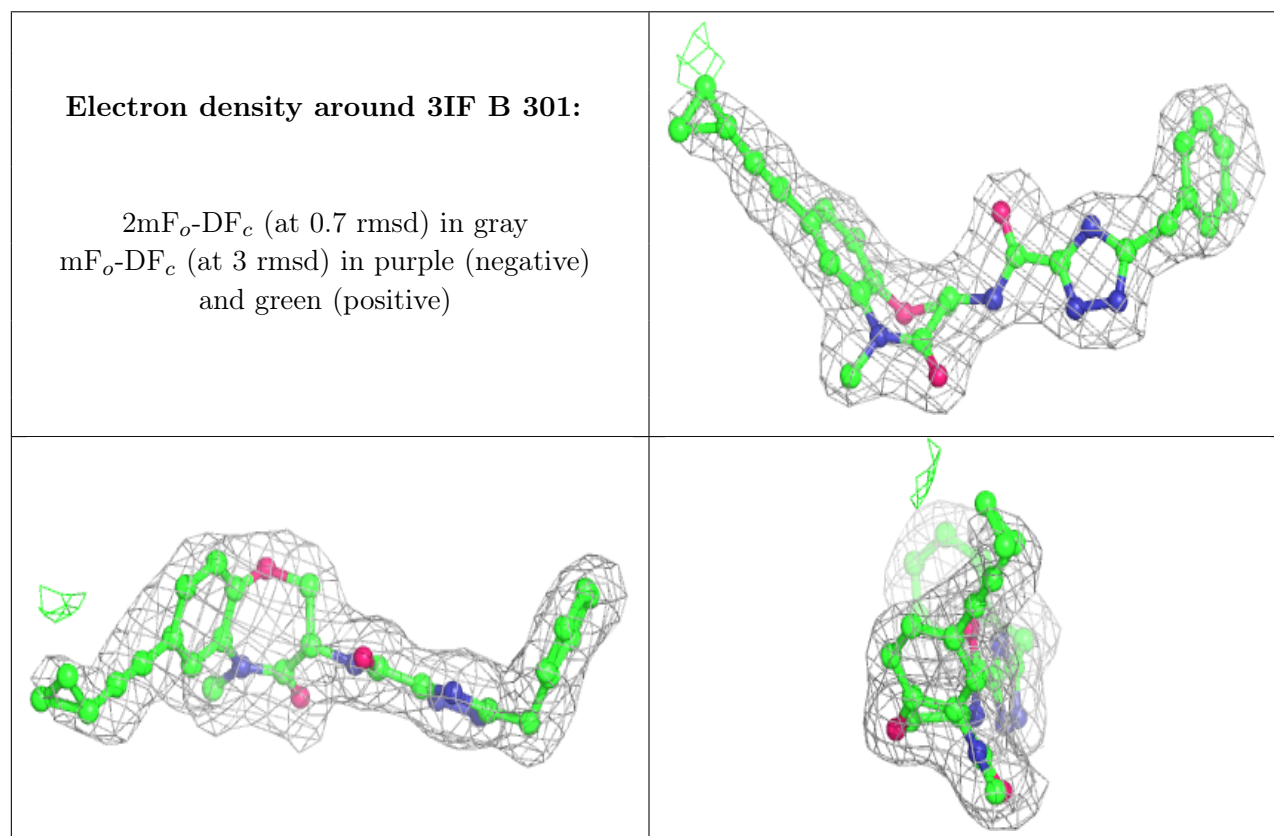 Electron density around 3IF B 301:
2mFo-DFc (at 0.7 rmsd) in gray
mFo-DFc (at 3 rmsd) in purple (negative)
and green (positive)